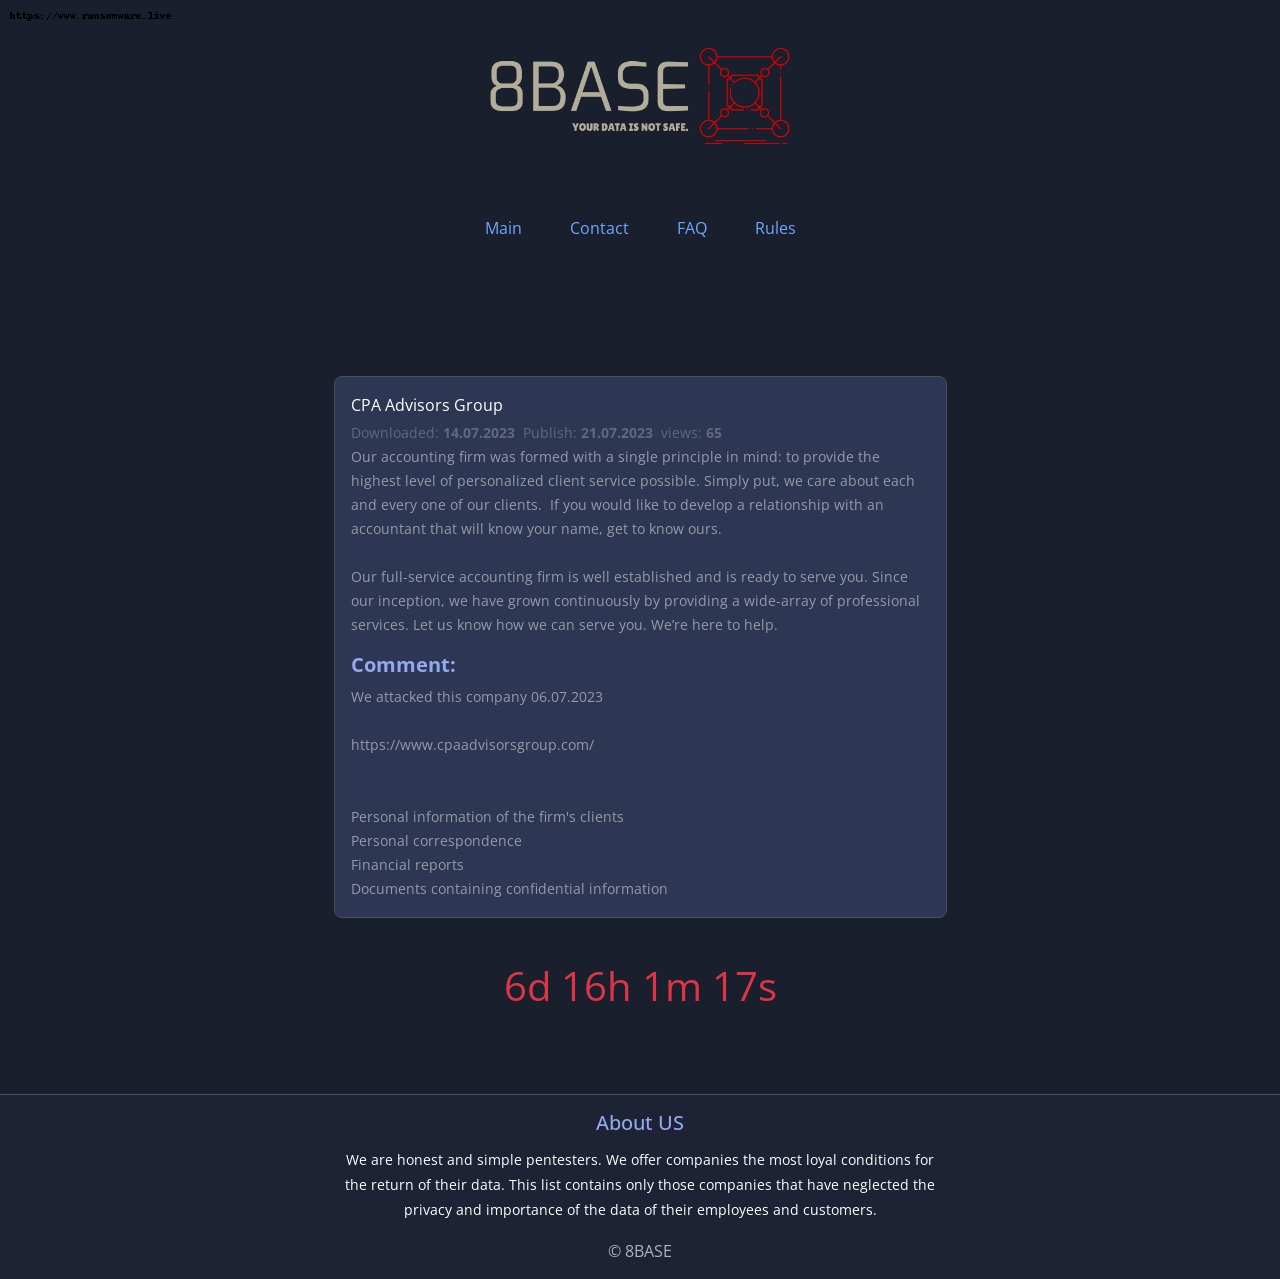 https://www.ransomware.live
8BASE
YOUR DATA IS NOT SAFE.
Main Contact FAQ Rules
CPA Advisors Group
Downloaded: 14.07.2023 Publish: 21.07.2023 views: 65
Our accounting firm was formed with a single principle in mind: to provide the
highest level of personalized client service possible. Simply put, we care about each
and every one of our clients.  If you would like to develop a relationship with an
accountant that will know your name, get to know ours.
Our full-service accounting firm is well established and is ready to serve you. Since
our inception, we have grown continuously by providing a wide-array of professional
services. Let us know how we can serve you. We’re here to help.
Comment:
We attacked this company 06.07.2023
https://www.cpaadvisorsgroup.com/
Personal information of the firm's clients
Personal correspondence
Financial reports
Documents containing confidential information
6d 16h 1m 17s
About US
We are honest and simple pentesters. We offer companies the most loyal conditions for
the return of their data. This list contains only those companies that have neglected the
privacy and importance of the data of their employees and customers.
© 8BASE